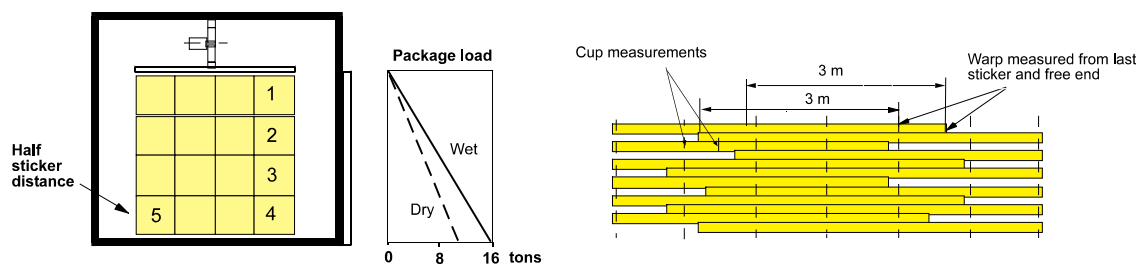 1
2
3
4
5
Half
sticker
distance
Package load
Wet
Dry
0 8 16 tons
Cup measurements
3 m
3 m
Warp measured from last
sticker and free end